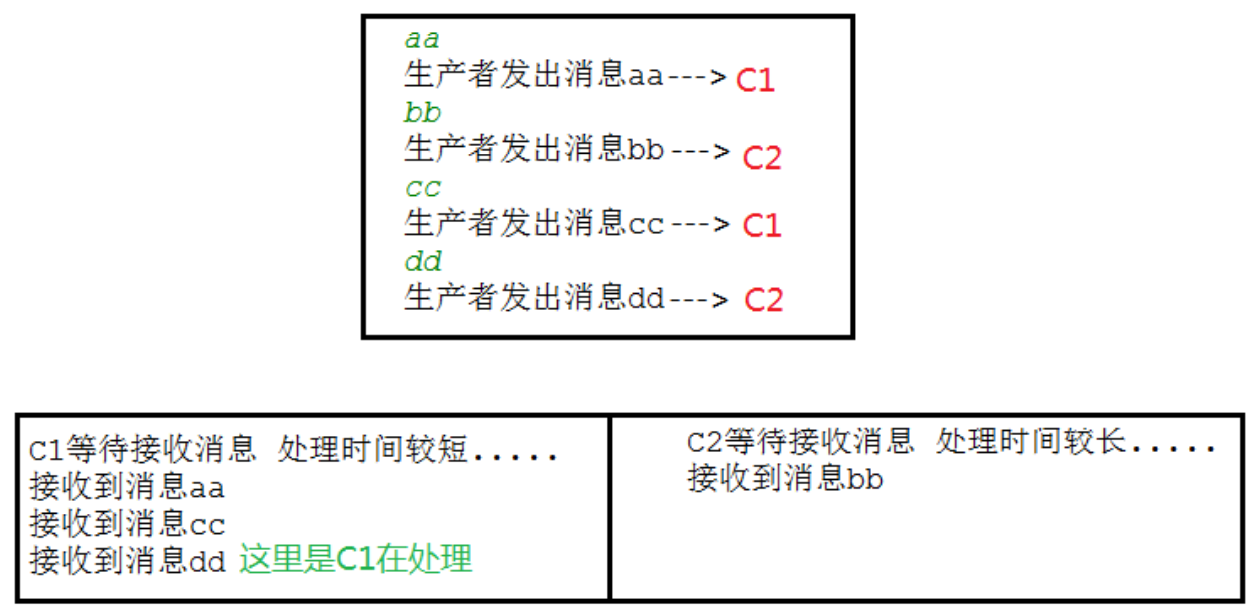 aa
生产者发出消息aa---> C1
bb
生产者发出消息bb---> C2
cc
生产者发出消息cc---> C1
dd
生产者发出消息dd---> C2
C1等待接收消息 处理时间较短.....
接收到消息aa
接收到消息cc
接收到消息dd 这里是C1在处理
C2等待接收消息 处理时间较长.....
接收到消息bb